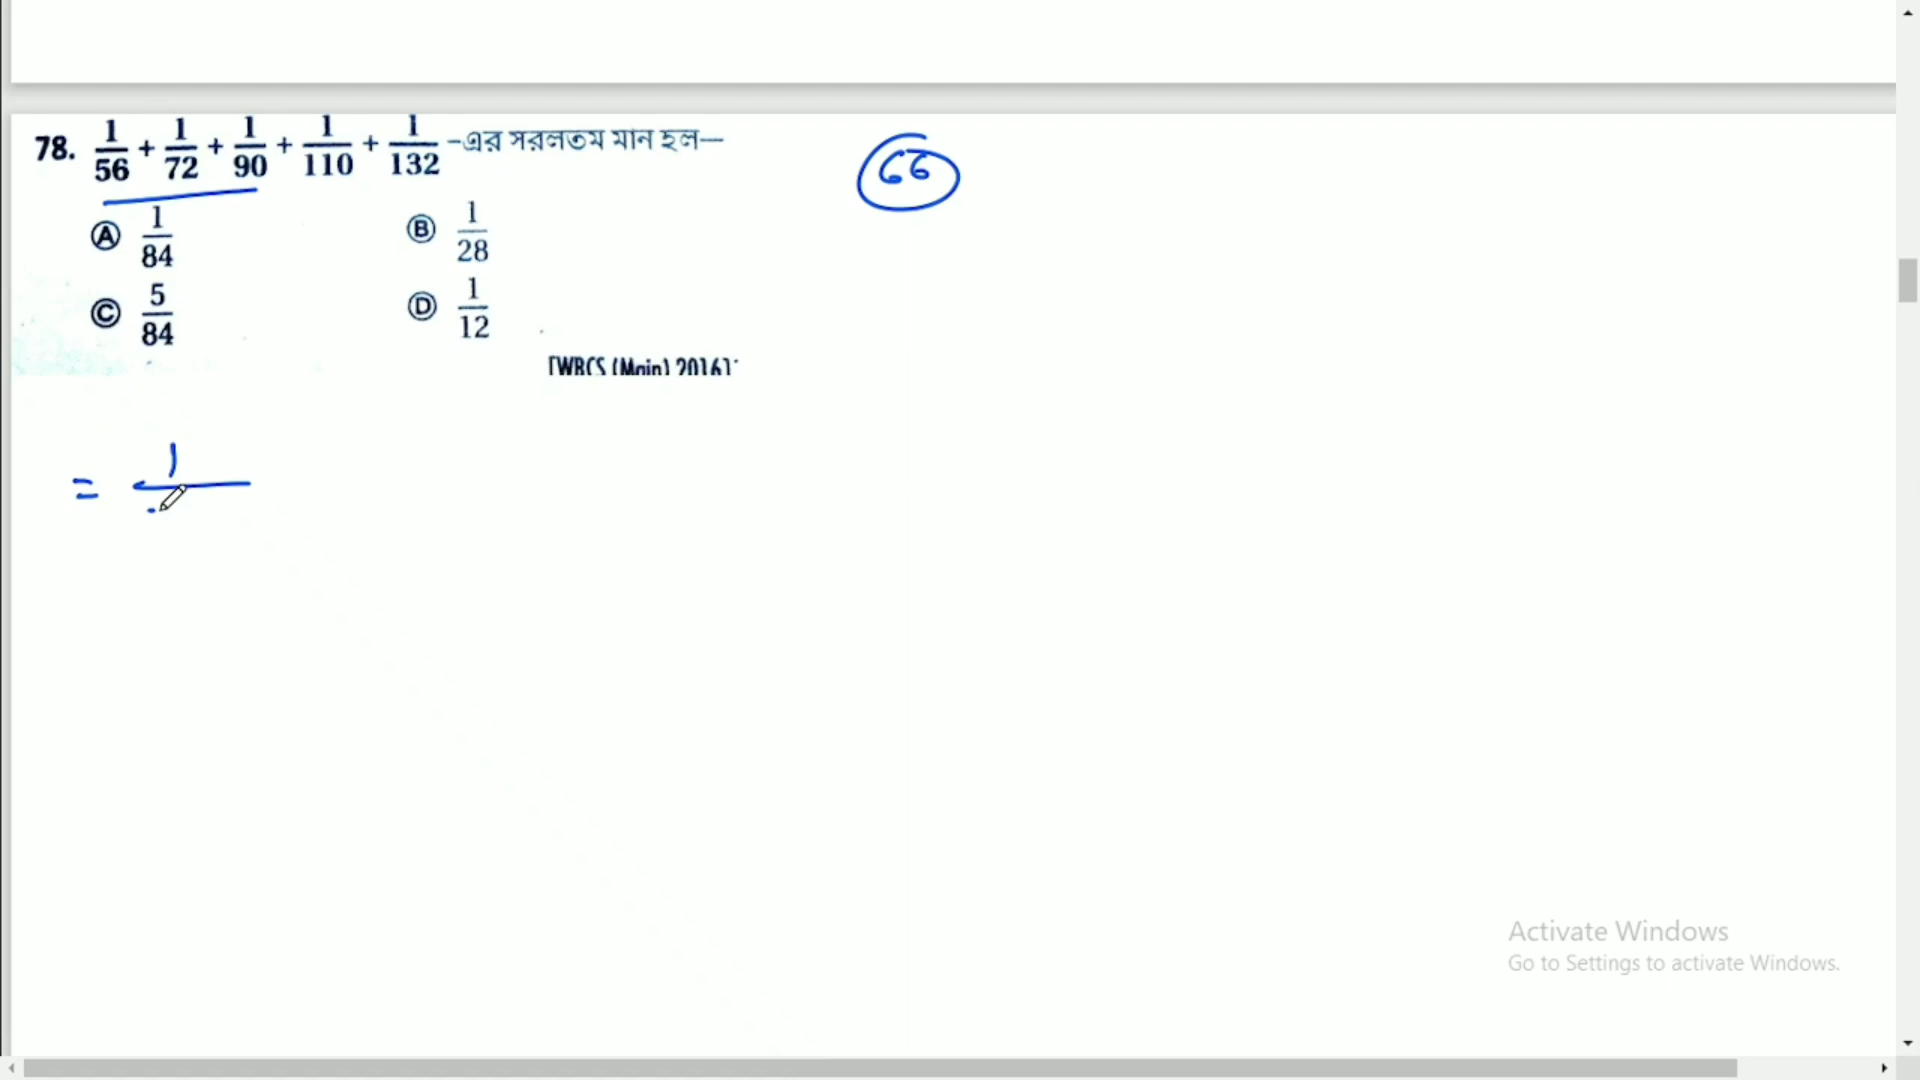 78. 1/56 + 1/72 + 1/90 + 1/110 + 1/132 -এর সরলতম মান হল—
66
Ⓐ 1/84 Ⓑ 1/28
Ⓒ 5/84 Ⓓ 1/12
[WBCS (Main) 2016]
= 1
Activate Windows
Go to Settings to activate Windows.